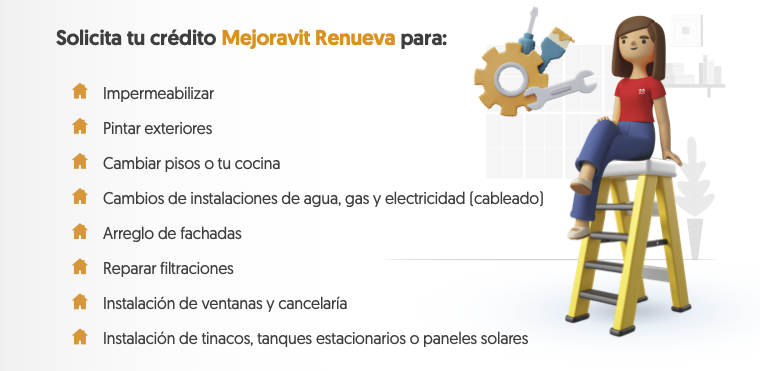 Solicita tu crédito Mejoravit Renueva para:
Impermeabilizar
Pintar exteriores
Cambiar pisos o tu cocina
Cambios de instalaciones de agua, gas y electricidad (cableado)
Arreglo de fachadas
Reparar filtraciones
Instalación de ventanas y cancelaría
Instalación de tinacos, tanques estacionarios o paneles solares